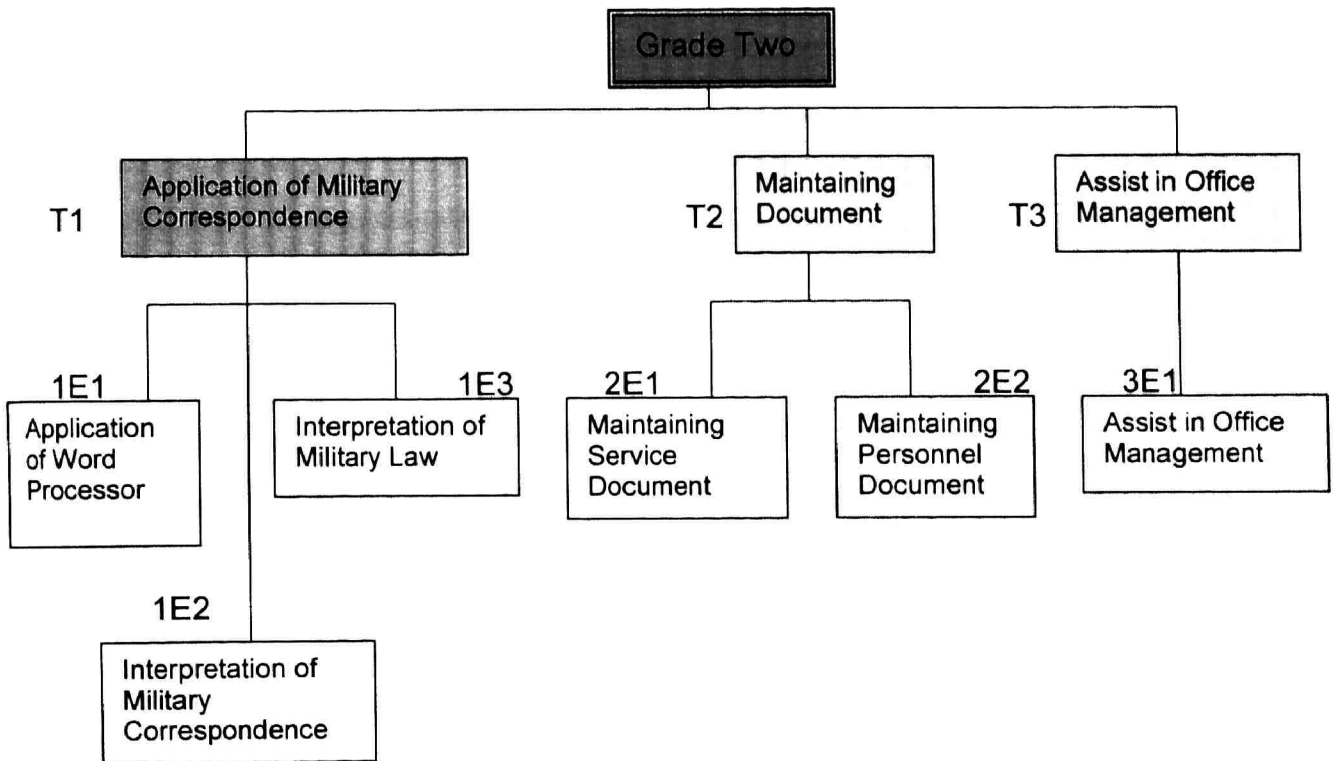 Grade Two
T1
Application of Military
Correspondence
T2
Maintaining
Document
T3
Assist in Office
Management
1E1
Application
of Word
Processor
1E2
Interpretation of
Military
Correspondence
1E3
Interpretation of
Military Law
2E1
Maintaining
Service
Document
2E2
Maintaining
Personnel
Document
3E1
Assist in Office
Management